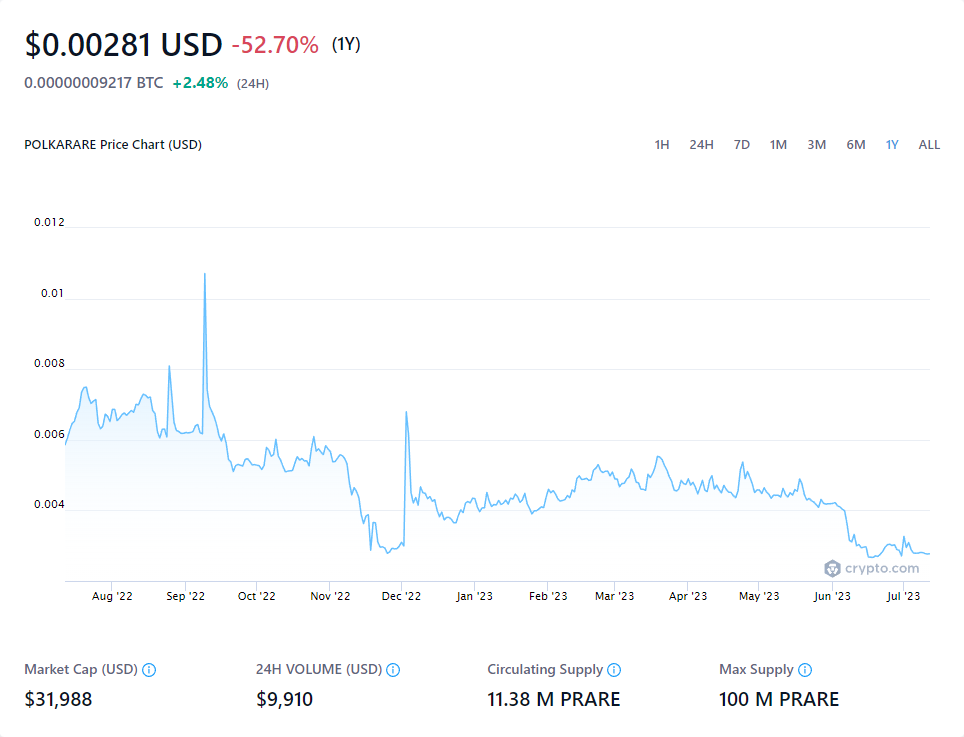 $0.00281 USD -52.70% (1Y)
0.00000009217 BTC +2.48% (24H)
POLKARARE Price Chart (USD) 1H 24H 7D 1M 3M 6M 1Y ALL
0.012
0.01
0.008
0.006
0.004
crypto.com
Aug '22 Sep '22 Oct '22 Nov '22 Dec '22 Jan '23 Feb '23 Mar '23 Apr '23 May '23 Jun '23 Jul '23
Market Cap (USD) 24H VOLUME (USD) Circulating Supply Max Supply
$31,988 $9,910 11.38 M PRARE 100 M PRARE